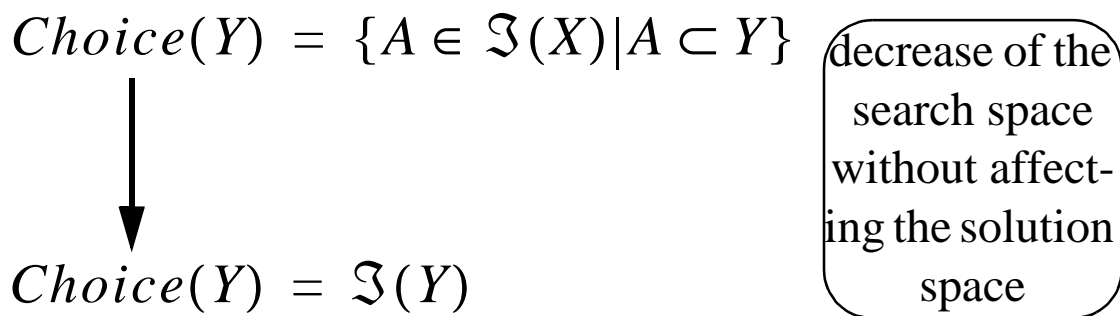 Choice(Y) = {A ∈ ℑ(X)|A ⊂ Y}
decrease of the
search space
without affect-
ing the solution
space
Choice(Y) = ℑ(Y)